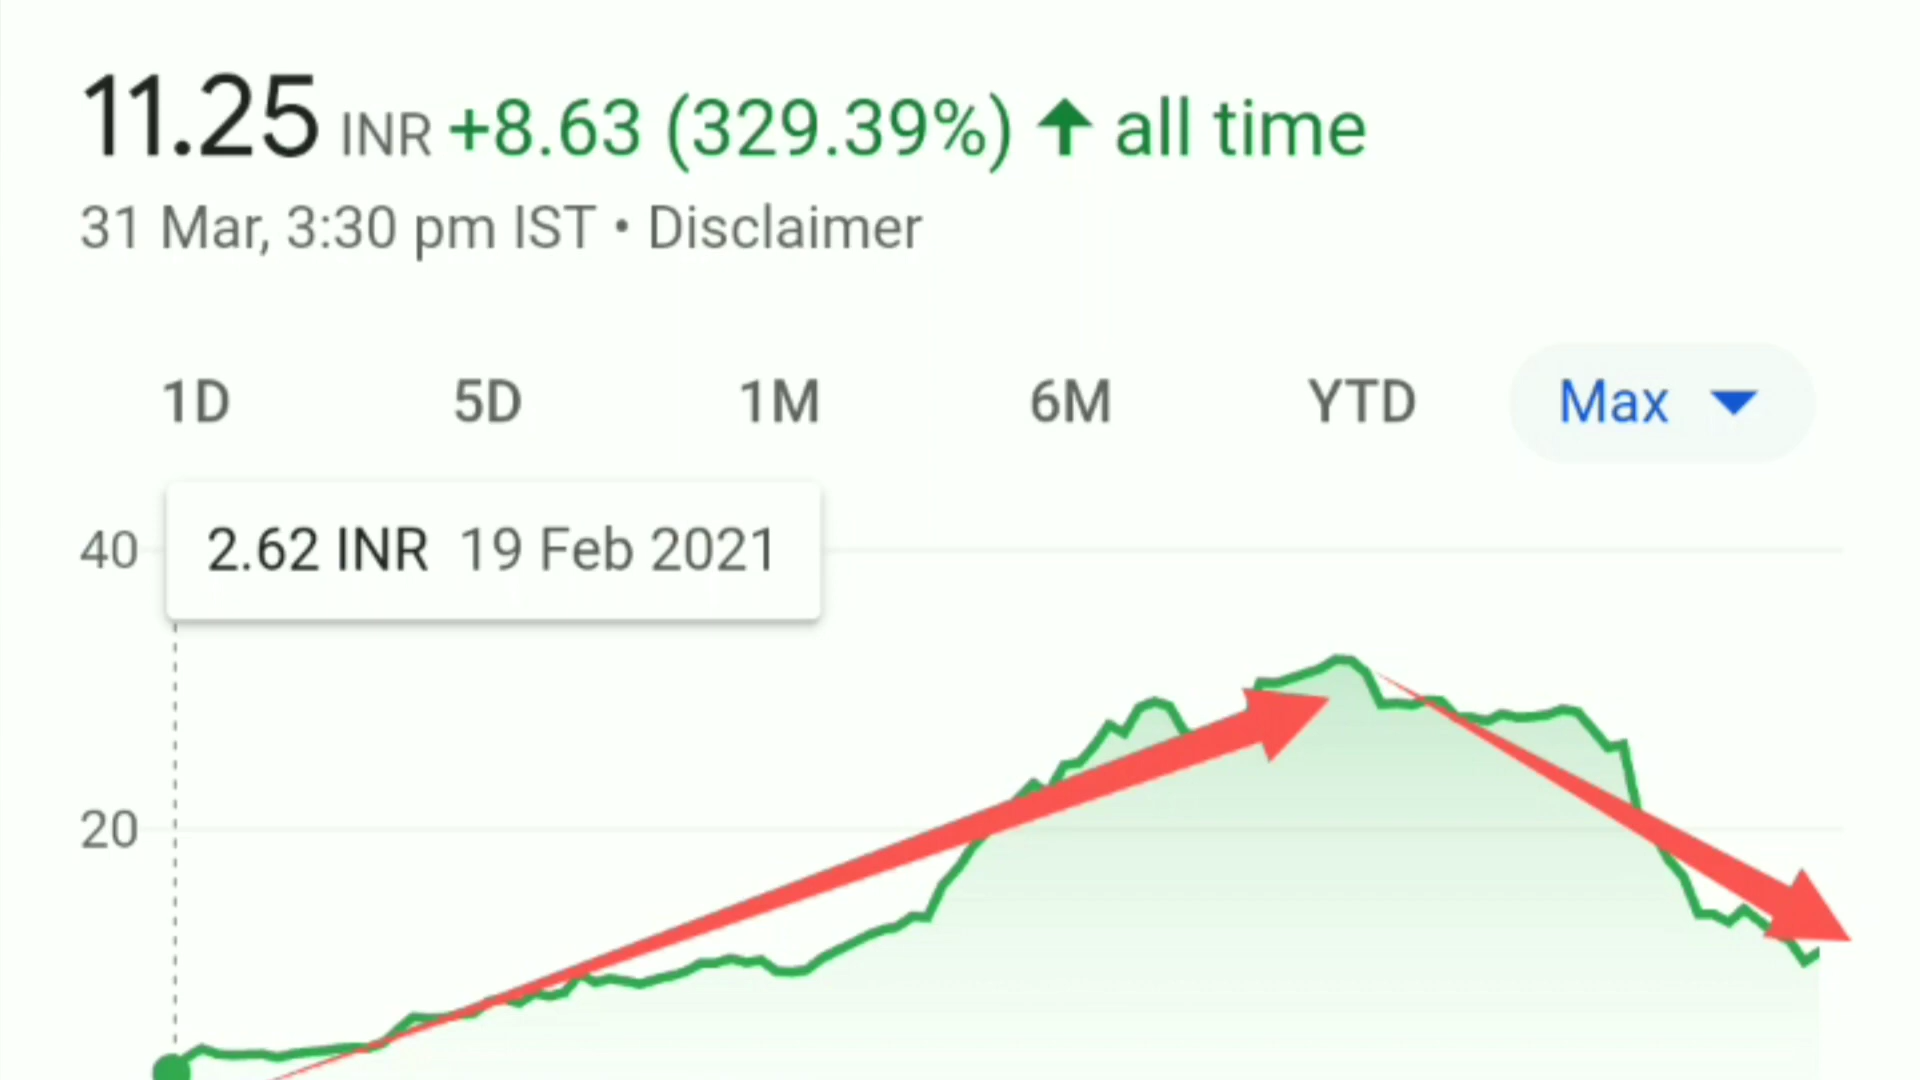 11.25 INR +8.63 (329.39%) ↑ all time
31 Mar, 3:30 pm IST • Disclaimer
1D 5D 1M 6M YTD Max
40
2.62 INR 19 Feb 2021
20